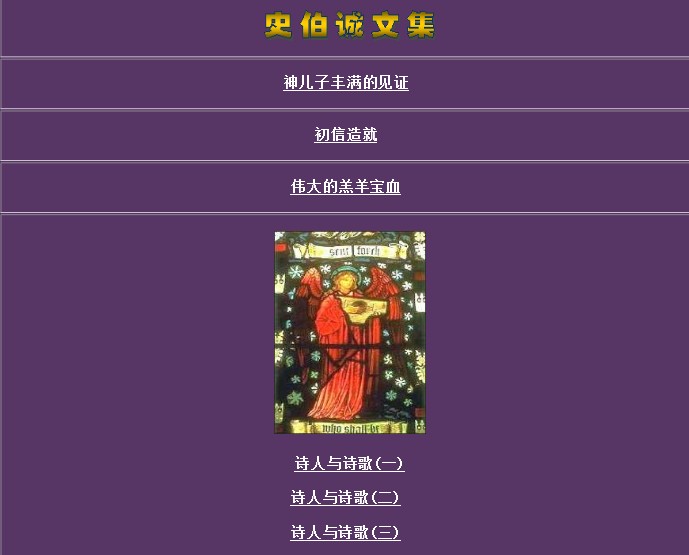 史伯诚文集
神儿子丰满的见证
初信造就
伟大的羔羊宝血
sent forth
who shall be
诗人与诗歌(一)
诗人与诗歌(二)
诗人与诗歌(三)